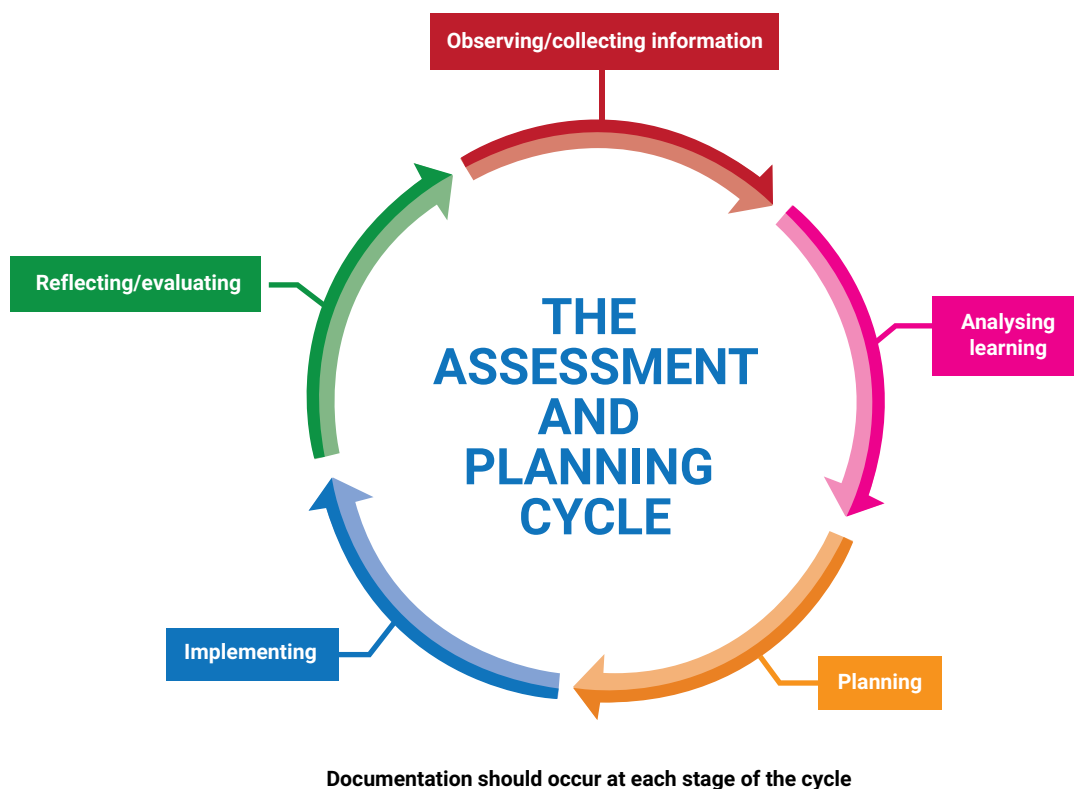 Observing/collecting information
Analysing
learning
Planning
Implementing
Reflecting/evaluating
THE
ASSESSMENT
AND
PLANNING
CYCLE
Documentation should occur at each stage of the cycle